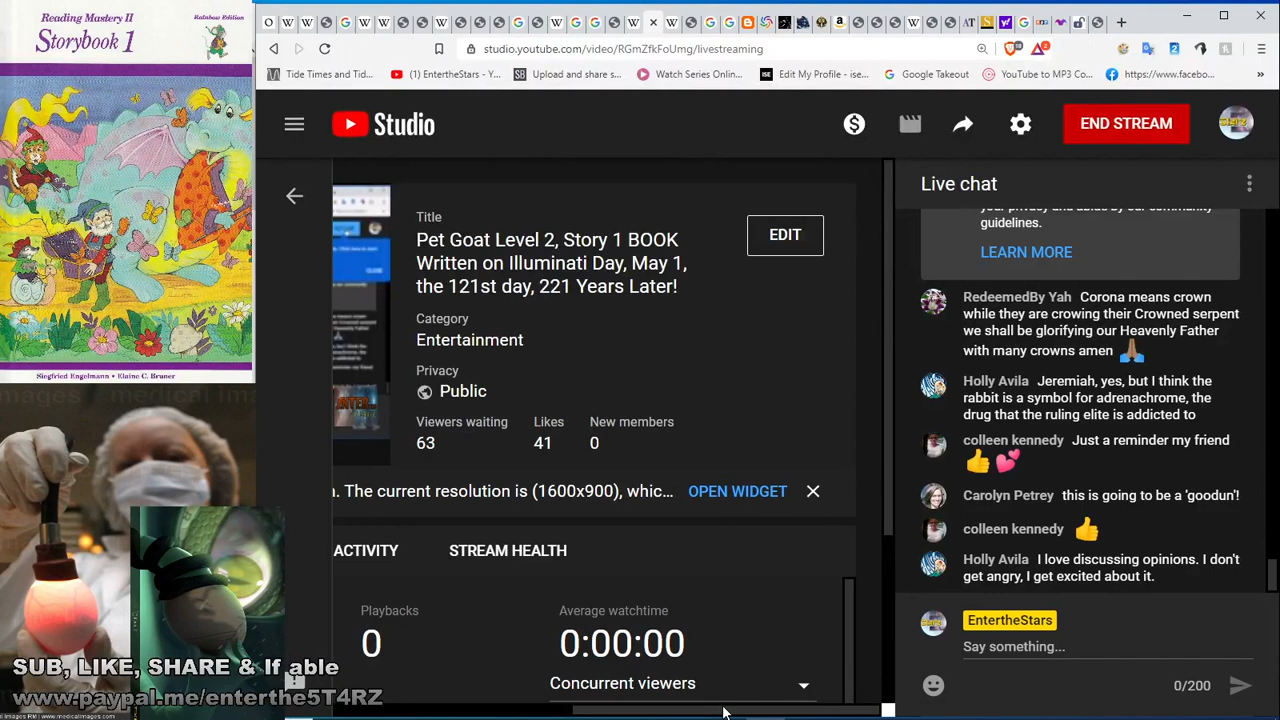 Reading Mastery II
Rainbow Edition
Storybook 1
Siegfried Engelmann • Elaine C. Bruner
studio.youtube.com/video/RGmZfkFoUmg/livestreaming
Tide Times and Tid...
(1) EntertheStars - Y...
Upload and share s...
Watch Series Onlin...
Edit My Profile - ise...
Google Takeout
YouTube to MP3 Co...
https://www.facebo...
Studio
END STREAM
Title
Pet Goat Level 2, Story 1 BOOK
Written on Illuminati Day, May 1,
the 121st day, 221 Years Later!
EDIT
Category
Entertainment
Privacy
Public
Viewers waiting
Likes
New members
63
41
0
. The current resolution is (1600x900), whic...
OPEN WIDGET
ACTIVITY
STREAM HEALTH
Playbacks
Average watchtime
0
0:00:00
Concurrent viewers
Live chat
guidelines.
LEARN MORE
RedeemedBy Yah Corona means crown
while they are crowing their Crowned serpent
we shall be glorifying our Heavenly Father
with many crowns amen
Holly Avila Jeremiah, yes, but I think the
rabbit is a symbol for adrenachrome, the
drug that the ruling elite is addicted to
colleen kennedy Just a reminder my friend
Carolyn Petrey this is going to be a 'goodun'!
colleen kennedy
Holly Avila I love discussing opinions. I don't
get angry, I get excited about it.
EntertheStars
Say something...
0/200
SUB, LIKE, SHARE & If able
www.paypal.me/enterthe5T4RZ